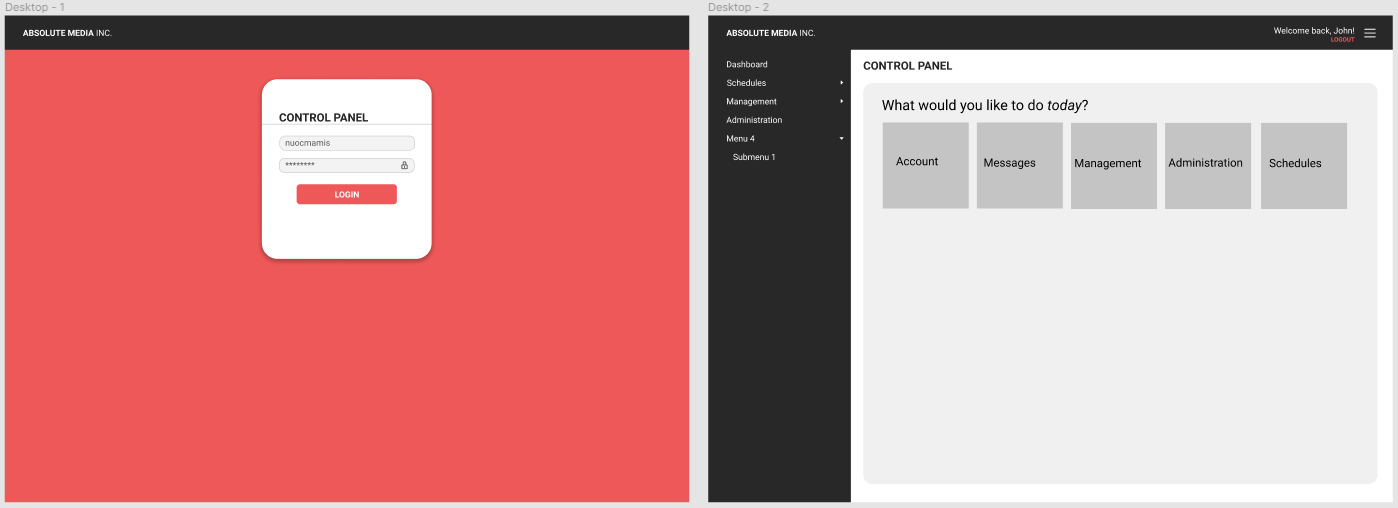 Desktop - 1
ABSOLUTE MEDIA INC.
CONTROL PANEL
nuocmamis
********
LOGIN
Desktop - 2
ABSOLUTE MEDIA INC.
Welcome back, John!
LOGOUT
Dashboard
Schedules
Management
Administration
Menu 4
Submenu 1
CONTROL PANEL
What would you like to do today?
Account
Messages
Management
Administration
Schedules